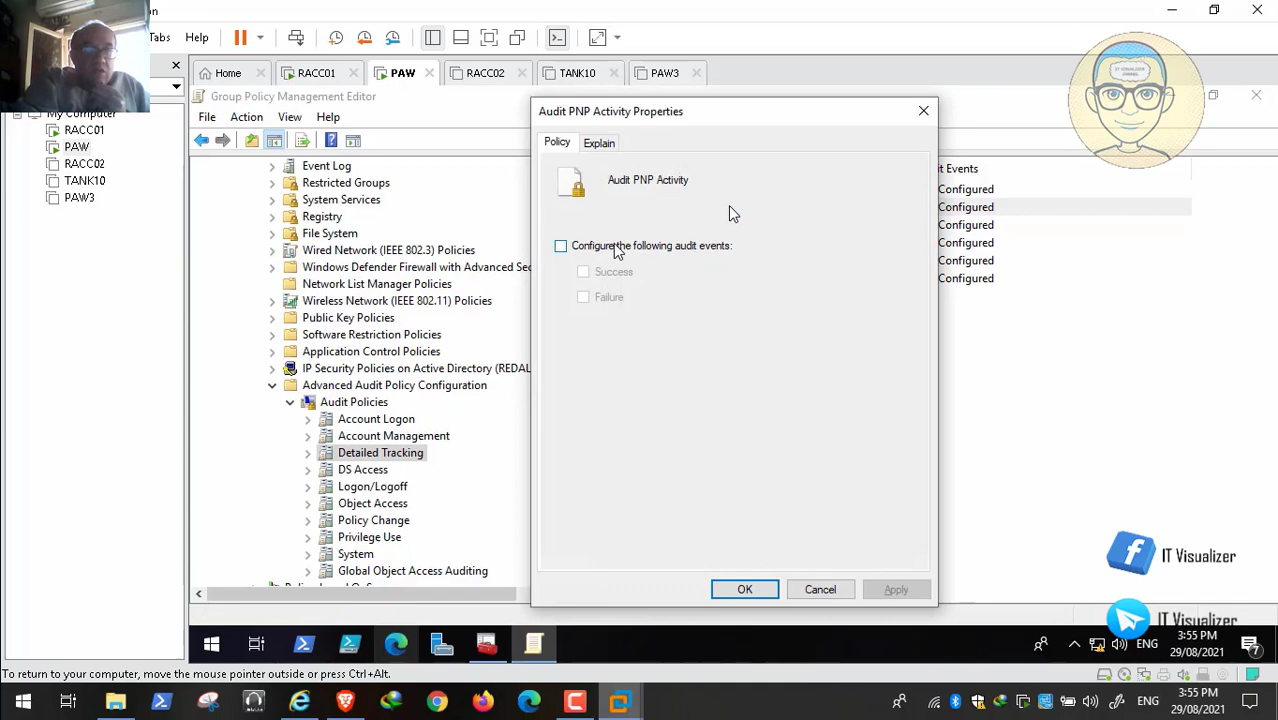 on
Tabs
Help
Home
RACC01
PAW
RACC02
TANK10
PAW3
IT VISUALIZER
CHANNEL
My Computer
RACC01
PAW
RACC02
TANK10
PAW3
Group Policy Management Editor
File
Action
View
Help
Event Log
Restricted Groups
System Services
Registry
File System
Wired Network (IEEE 802.3) Policies
Windows Defender Firewall with Advanced Sec
Network List Manager Policies
Wireless Network (IEEE 802.11) Policies
Public Key Policies
Software Restriction Policies
Application Control Policies
IP Security Policies on Active Directory (REDAL
Advanced Audit Policy Configuration
Audit Policies
Account Logon
Account Management
Detailed Tracking
DS Access
Logon/Logoff
Object Access
Policy Change
Privilege Use
System
Global Object Access Auditing
Audit PNP Activity Properties
Policy
Explain
Audit PNP Activity
Configure the following audit events:
Success
Failure
OK
Cancel
Apply
it Events
Configured
Configured
Configured
Configured
Configured
Configured
IT Visualizer
IT Visualizer
ENG
3:55 PM
29/08/2021
7
To return to your computer, move the mouse pointer outside or press Ctrl+Alt.
ENG
3:55 PM
29/08/2021